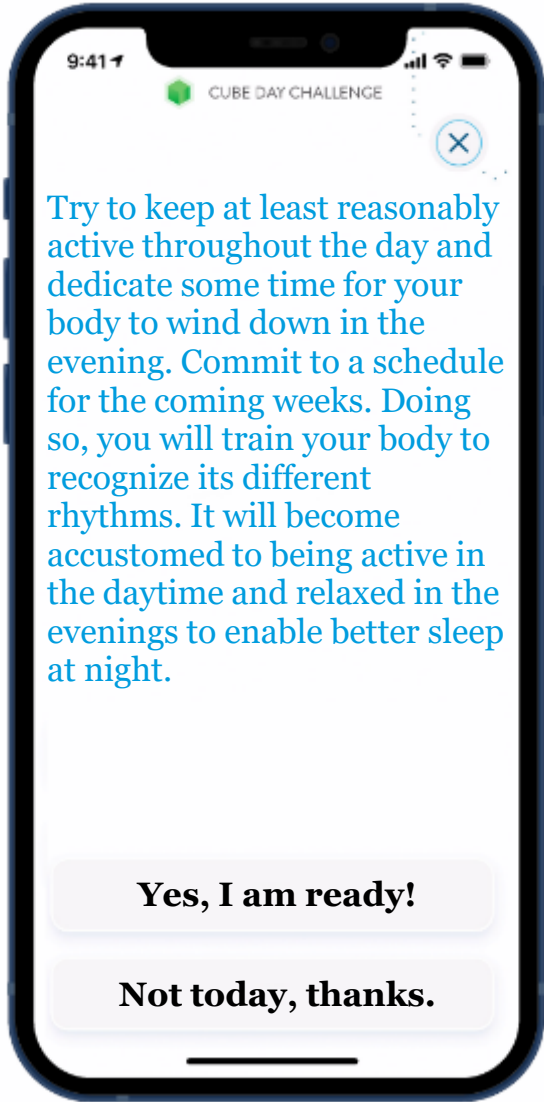 9:41
CUBE DAY CHALLENGE
Try to keep at least reasonably
active throughout the day and
dedicate some time for your
body to wind down in the
evening. Commit to a schedule
for the coming weeks. Doing
so, you will train your body to
recognize its different
rhythms. It will become
accustomed to being active in
the daytime and relaxed in the
evenings to enable better sleep
at night.
Yes, I am ready!
Not today, thanks.